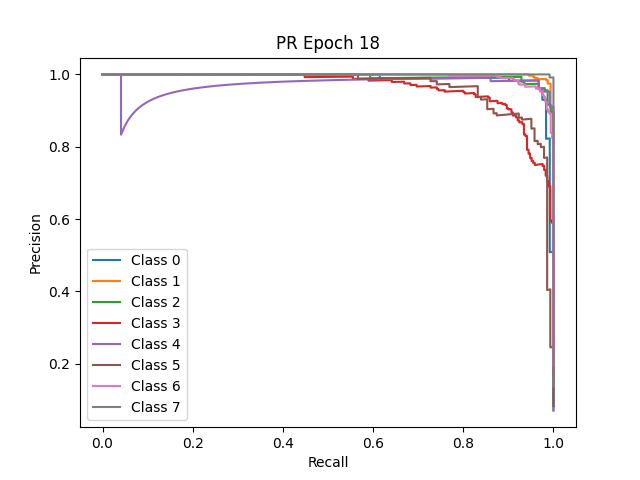 PR Epoch 18
1.0
0.8
0.6
0.4
0.2
Precision
Class 0
Class 1
Class 2
Class 3
Class 4
Class 5
Class 6
Class 7
0.0 0.2 0.4 0.6 0.8 1.0
Recall